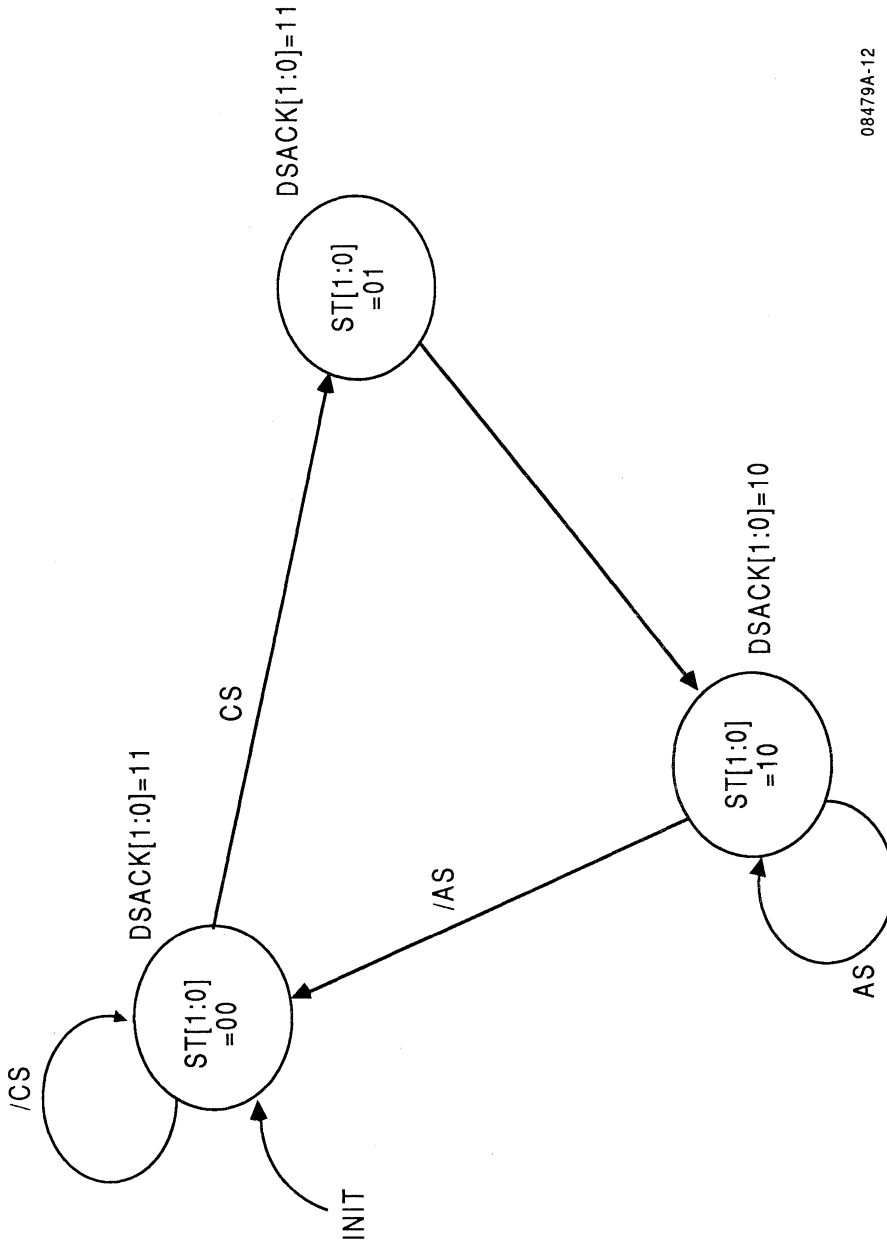 /CS
DSACK[1:0]=11
ST[1:0]
=00
INIT
CS
DSACK[1:0]=11
ST[1:0]
=01
/AS
DSACK[1:0]=10
ST[1:0]
=10
AS
08479A-12